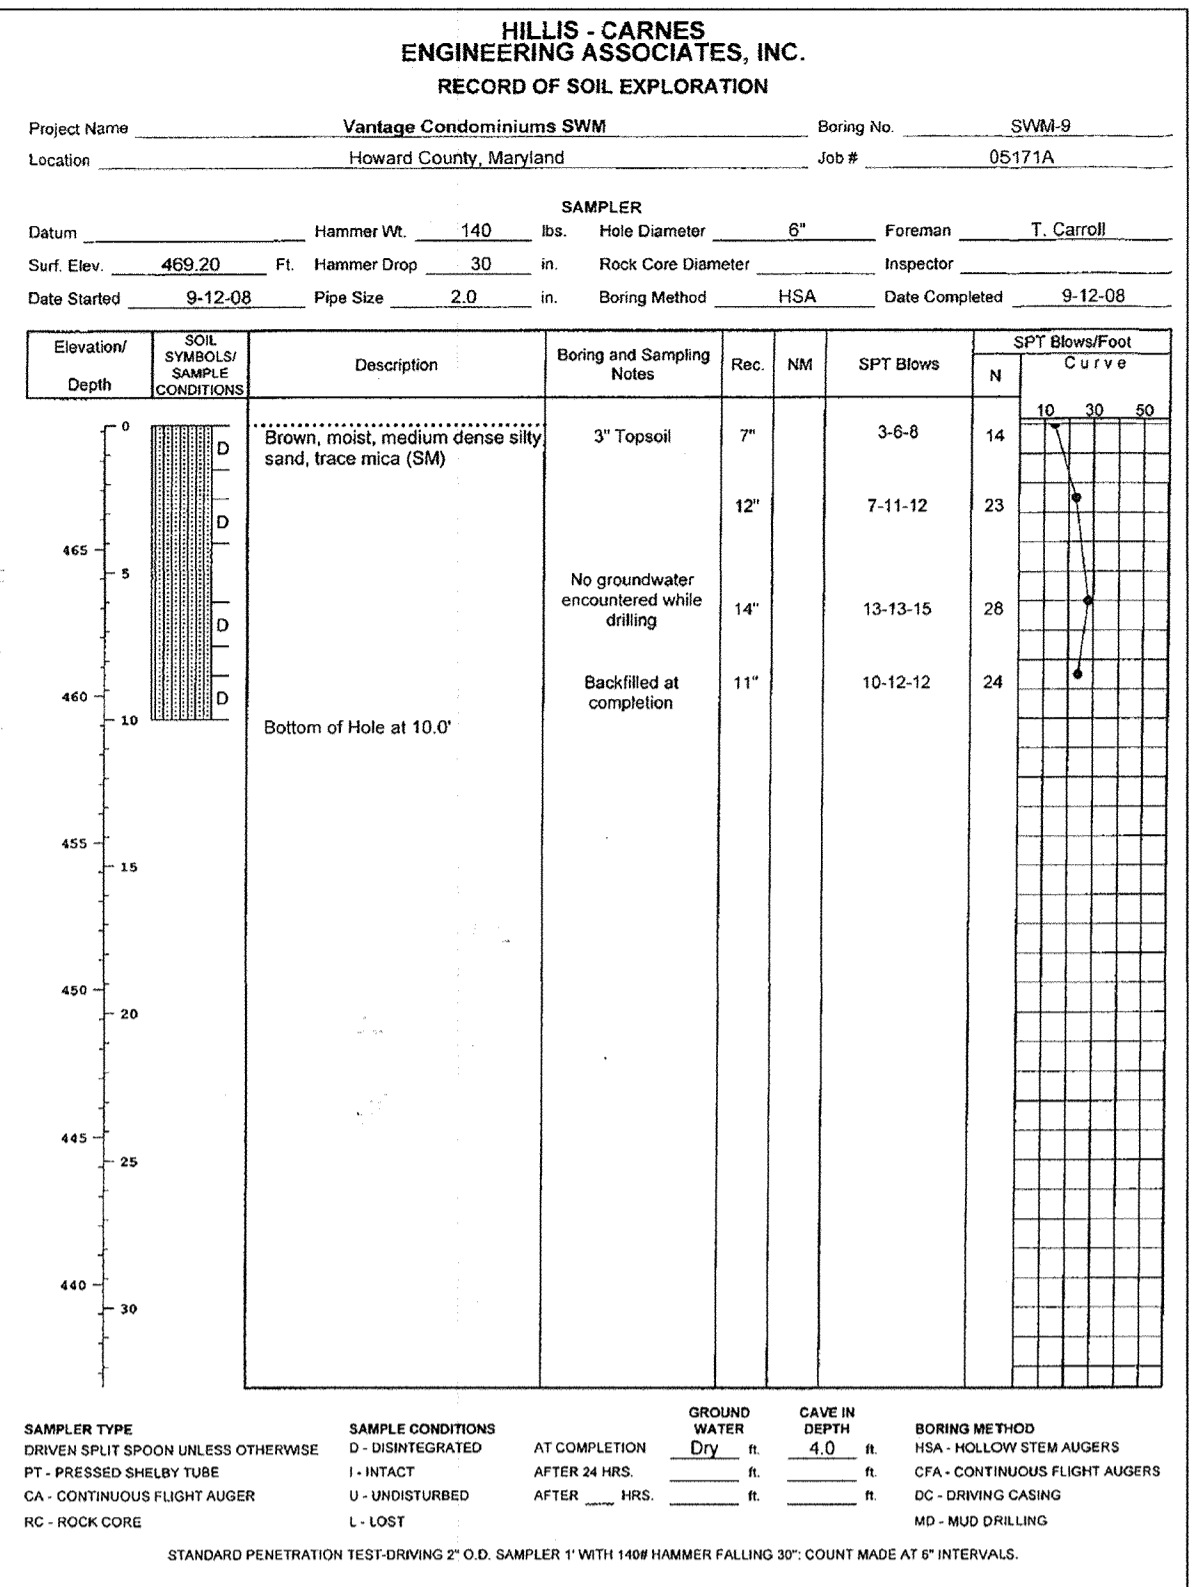 HILLIS - CARNES
ENGINEERING ASSOCIATES, INC.
RECORD OF SOIL EXPLORATION
Project Name Vantage Condominiums SWM Boring No. SWM-9
Location Howard County, Maryland Job # 05171A
SAMPLER
Datum Hammer Wt. 140 lbs. Hole Diameter 6" Foreman T. Carroll
Surf. Elev. 469.20 Ft. Hammer Drop 30 in. Rock Core Diameter Inspector
Date Started 9-12-08 Pipe Size 2.0 in. Boring Method HSA Date Completed 9-12-08
Elevation/
Depth
SOIL
SYMBOLS/
SAMPLE
CONDITIONS
Description
Boring and Sampling
Notes
Rec.
NM
SPT Blows
SPT Blows/Foot
N
Curve
10 30 50
0
D
Brown, moist, medium dense silty
sand, trace mica (SM)
3" Topsoil
7"
3-6-8
14
D
12"
7-11-12
23
465
5
No groundwater
encountered while
drilling
D
14"
13-13-15
28
460
D
Backfilled at
completion
11"
10-12-12
24
10
Bottom of Hole at 10.0'
455
15
450
20
445
25
440
30
SAMPLER TYPE
DRIVEN SPLIT SPOON UNLESS OTHERWISE
PT - PRESSED SHELBY TUBE
CA - CONTINUOUS FLIGHT AUGER
RC - ROCK CORE
SAMPLE CONDITIONS
D - DISINTEGRATED
I - INTACT
U - UNDISTURBED
L - LOST
GROUND
WATER
CAVE IN
DEPTH
AT COMPLETION Dry ft. 4.0 ft.
AFTER 24 HRS. ft. ft.
AFTER HRS. ft. ft.
BORING METHOD
HSA - HOLLOW STEM AUGERS
CFA - CONTINUOUS FLIGHT AUGERS
DC - DRIVING CASING
MD - MUD DRILLING
STANDARD PENETRATION TEST-DRIVING 2" O.D. SAMPLER 1' WITH 140# HAMMER FALLING 30": COUNT MADE AT 6" INTERVALS.